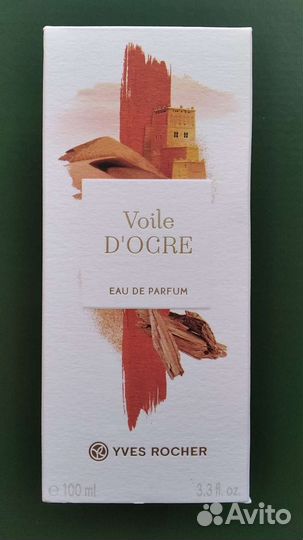 Voile
D'OCRE
EAU DE PARFUM
YVES ROCHER
℮ 100 ml 3.3 fl. oz.
Avito